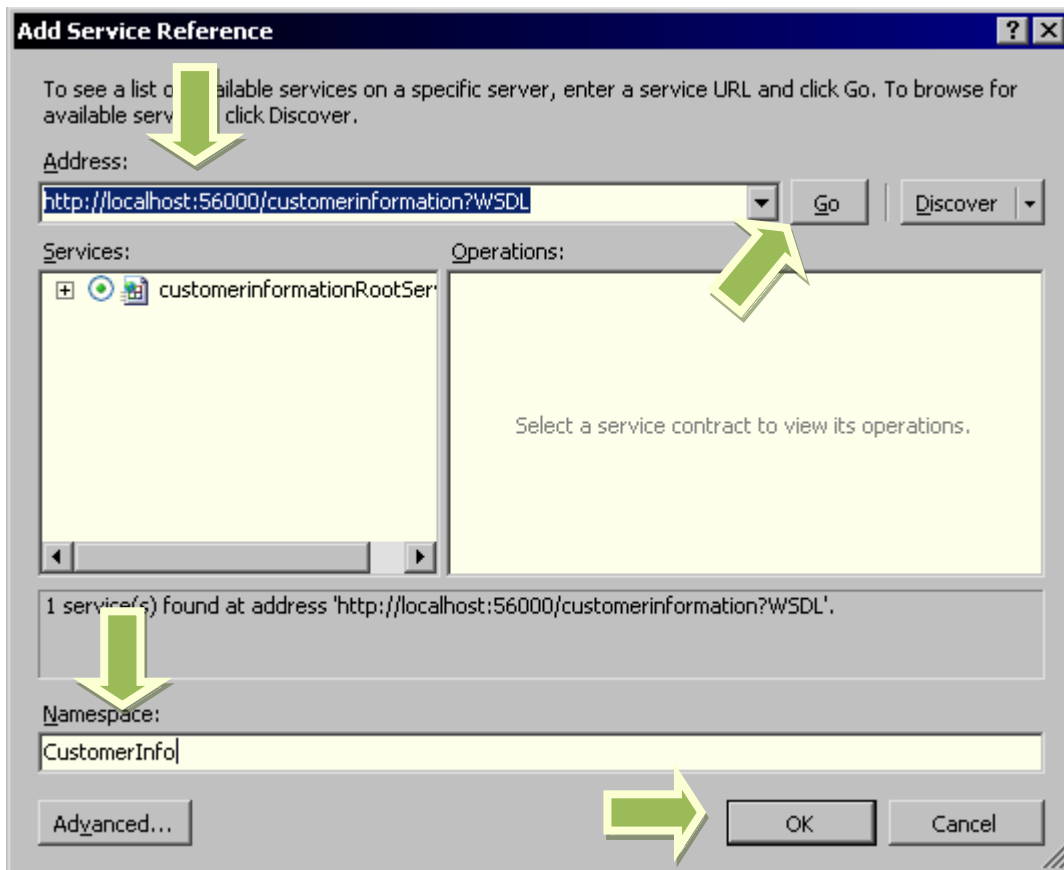 Add Service Reference
To see a list o ailable services on a specific server, enter a service URL and click Go. To browse for
available serv click Discover.
Address:
http://localhost:56000/customerinformation?WSDL
Go
Discover
Services:
Operations:
customerinformationRootSer
Select a service contract to view its operations.
1 service(s) found at address 'http://localhost:56000/customerinformation?WSDL'.
Namespace:
CustomerInfo
Advanced...
OK
Cancel